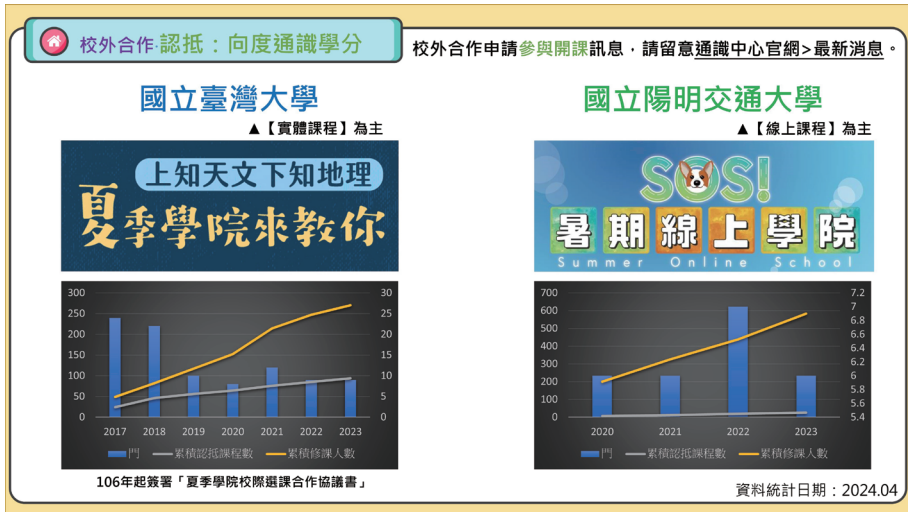 校外合作·認抵：向度通識學分
校外合作申請參與開課訊息，請留意通識中心官網>最新消息。
國立臺灣大學
▲【實體課程】為主
上知天文下知地理
夏季學院來教你
300 30
250 25
200 20
150 15
100 10
50 5
0 0
2017 2018 2019 2020 2021 2022 2023
門 累積認抵課程數 累積修課人數
106年起簽署「夏季學院校際選課合作協議書」
國立陽明交通大學
▲【線上課程】為主
SOS!
暑期線上學院
Summer Online School
700 7.2
600 7
500 6.8
400 6.6
300 6.4
200 6.2
100 6
0 5.8
5.6
5.4
2020 2021 2022 2023
門 累積認抵課程數 累積修課人數
資料統計日期：2024.04